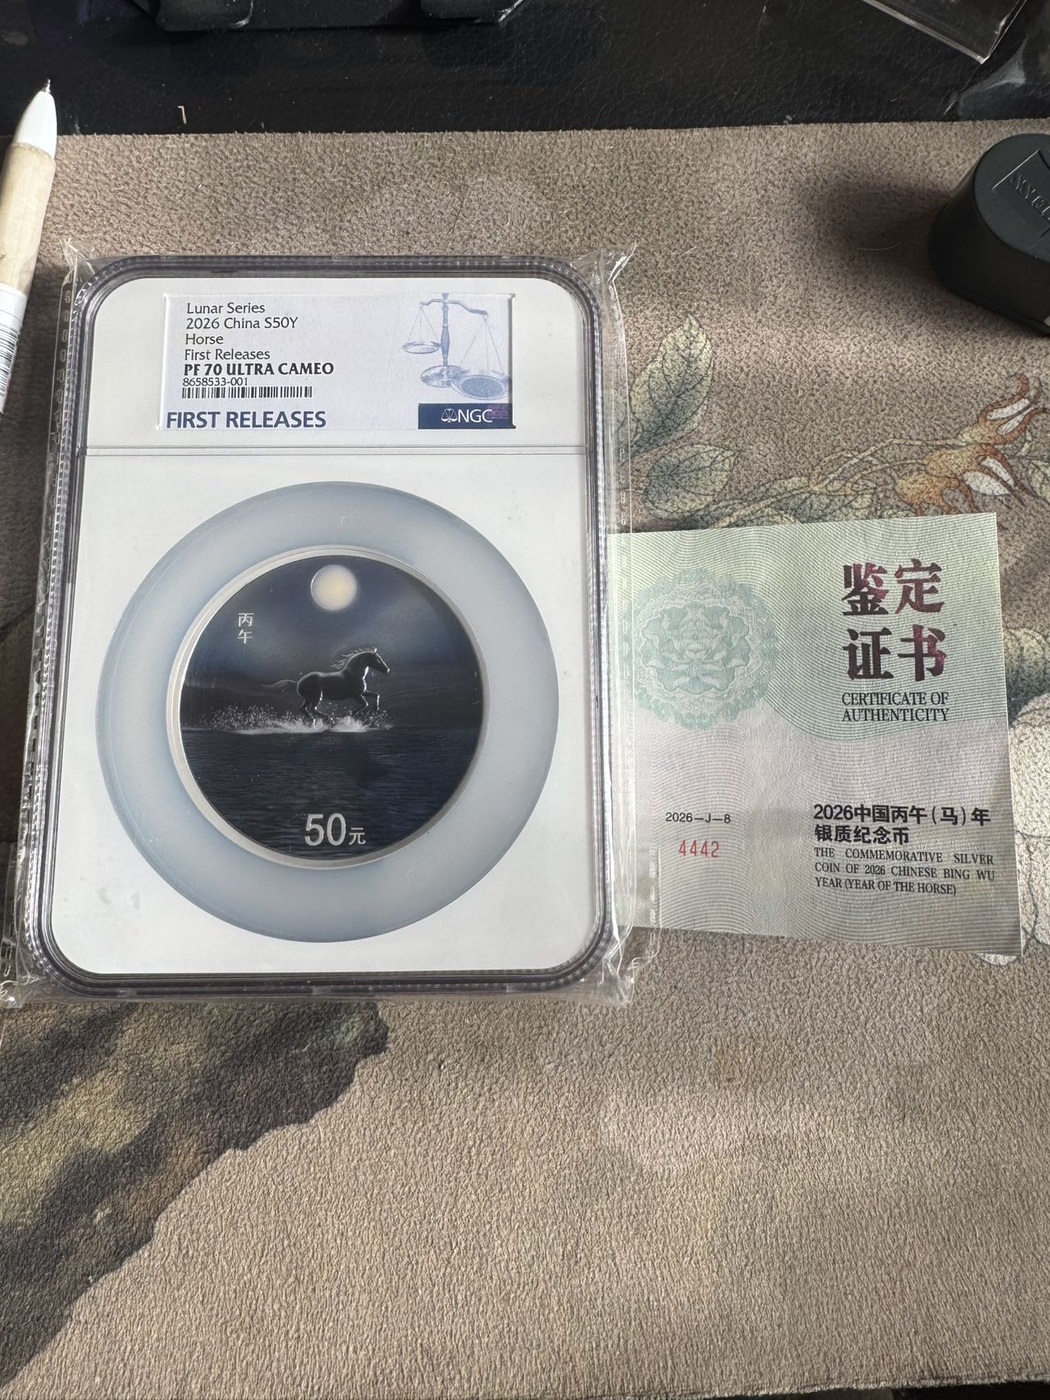 Lunar Series
2026 China S50Y
Horse
First Releases
PF 70 ULTRA CAMEO
8658533-001
FIRST RELEASES
NGC
丙
午
50元
鉴定
证书
CERTIFICATE OF
AUTHENTICITY
2026-J-8
4442
2026中国丙午(马)年
银质纪念币
THE COMMEMORATIVE SILVER
COIN OF 2026 CHINESE BING WU
YEAR (YEAR OF THE HORSE)